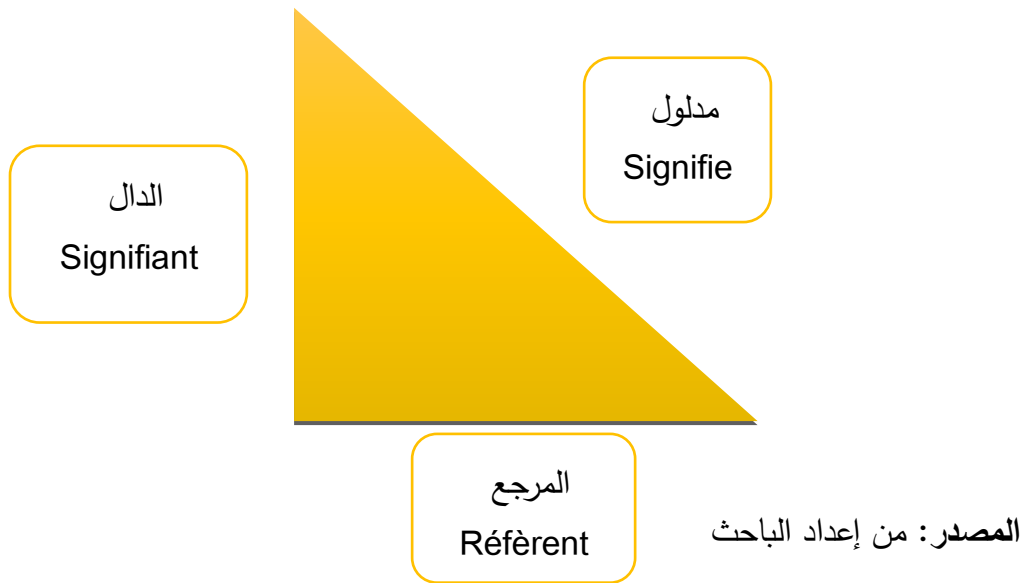 مدلول
Signifie
الدال
Signifiant
المرجع
Réfèrent
المصدر: من إعداد الباحث